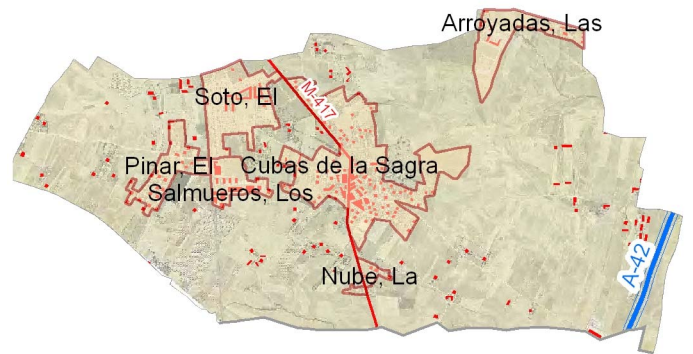 Arroyadas, Las
Soto, El
M-417
Pinar, El
Cubas de la Sagra
Salmueros, Los
Nube, La
A-42